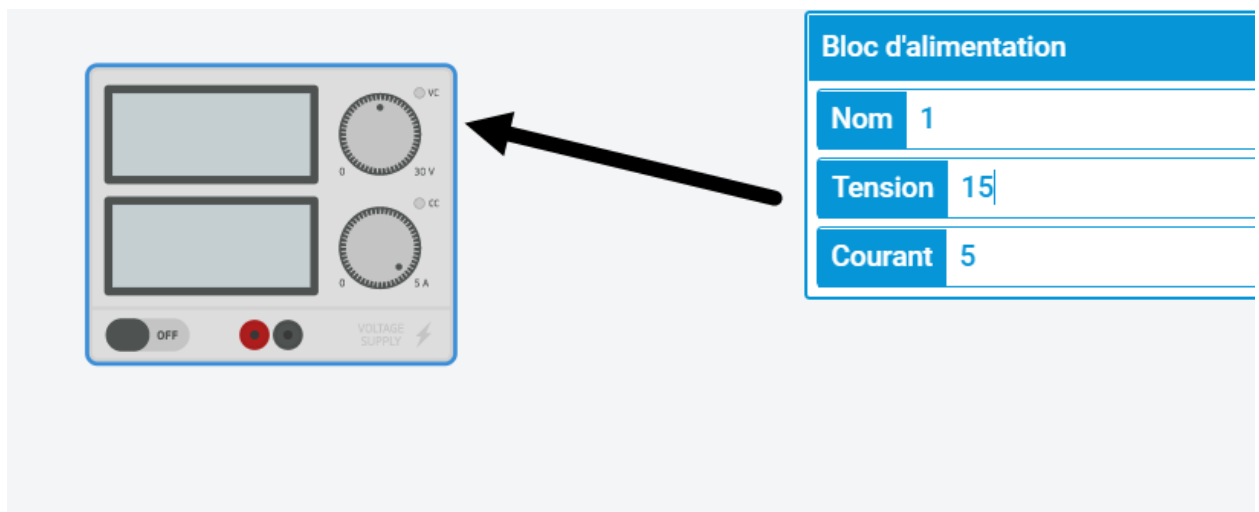 VC
0
30 V
CC
0
5 A
OFF
VOLTAGE
SUPPLY
Bloc d'alimentation
Nom 1
Tension 15
Courant 5